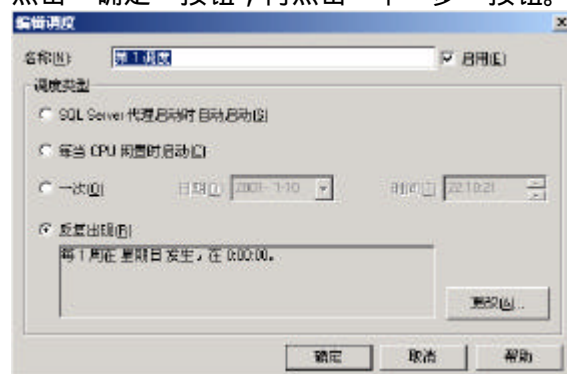 点击“确定”按钮，再点击“下一步”按钮。
编辑调度
名称(N): 第 1 调度 启用(E)
调度类型
SQL Server 代理启动时自动启动(S)
每当 CPU 闲置时启动(C)
一次(O) 日期(D) 2001-1-10 时间(T) 22:10:21
反复出现(R)
每 1 周在 星期日 发生，在 0:00:00。
更改(A)...
确定 取消 帮助